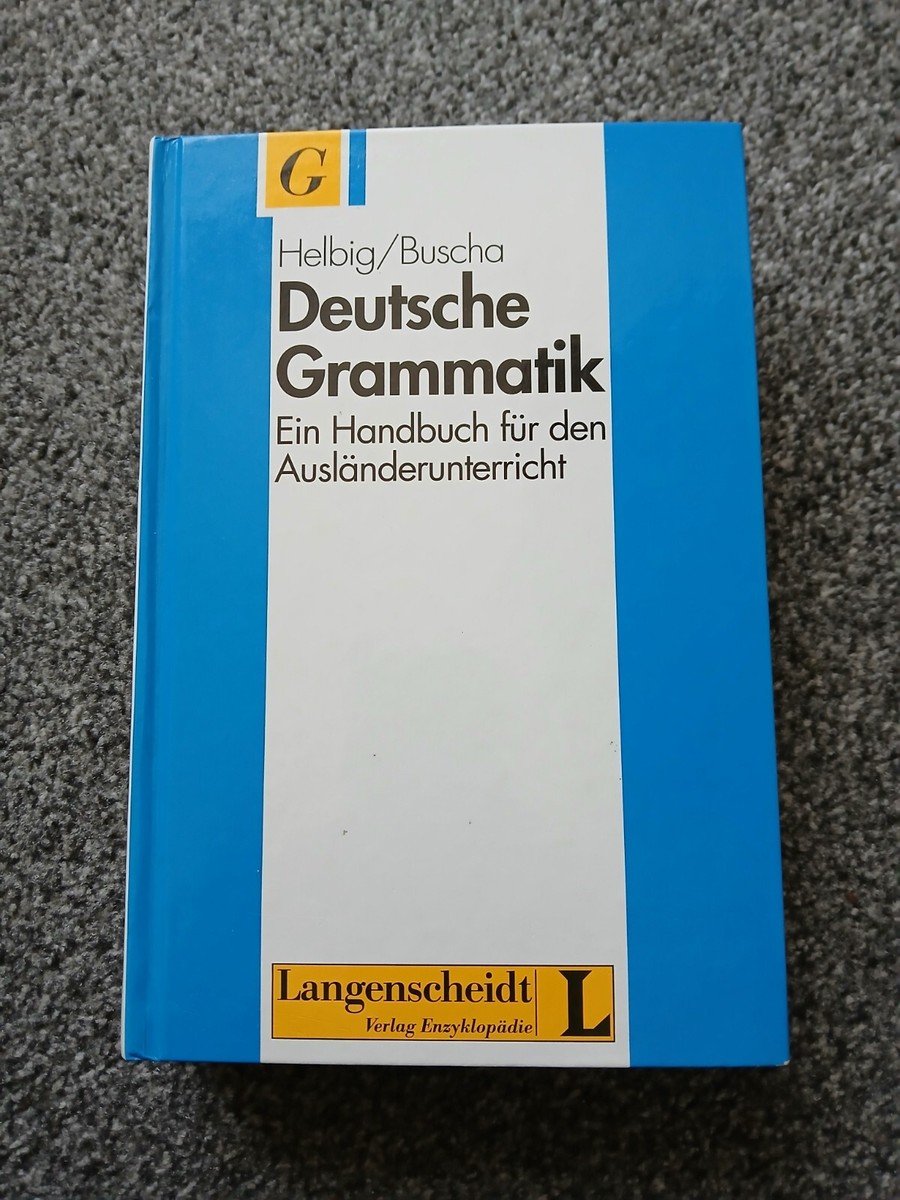 G
Helbig/Buscha
Deutsche
Grammatik
Ein Handbuch für den
Ausländerunterricht
Langenscheidt
Verlag Enzyklopädie
L